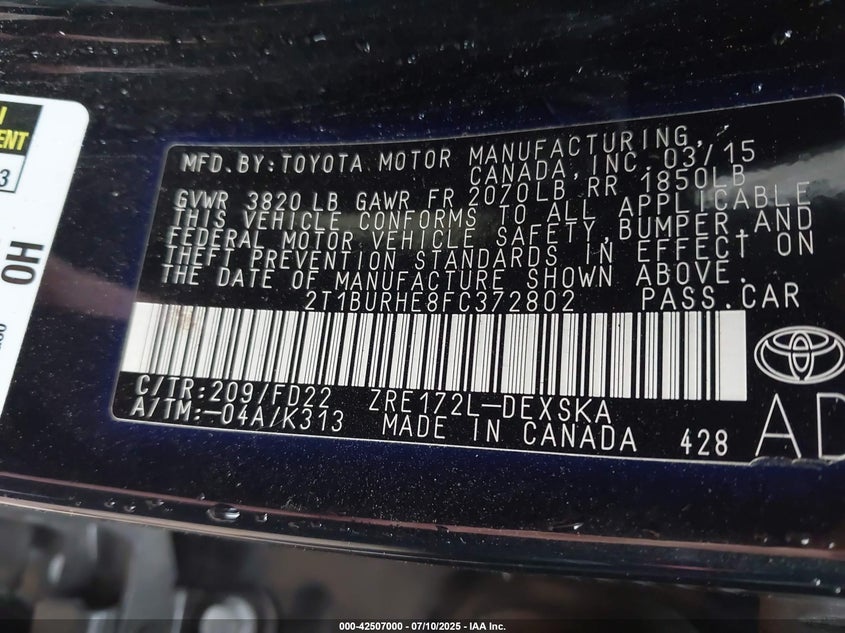 ENT
3
HO
MFD.BY:TOYOTA MOTOR MANUFACTURING,
CANADA,INC. 03/15
GVWR 3820 LB GAWR FR 2070LB RR 1850LB
THIS VEHICLE CONFORMS TO ALL APPLICABLE
FEDERAL MOTOR VEHICLE SAFETY,BUMPER,AND
THEFT PREVENTION STANDARDS IN EFFECT ON
THE DATE OF MANUFACTURE SHOWN ABOVE.
2T1BURHE8FC372802 PASS.CAR
C/TR:209/FD22 ZRE172L-DEXSKA
A/TM:-04A/K313 MADE IN CANADA 428
AD
000-42507000 - 07/10/2025 - IAA Inc.